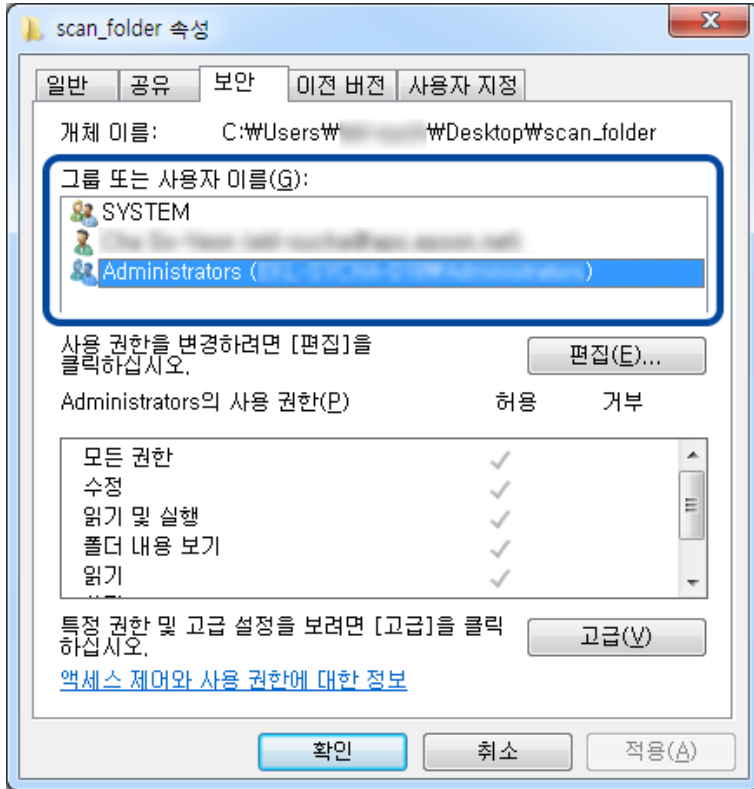 scan_folder 속성
일반 공유 보안 이전 버전 사용자 지정
개체 이름: C:₩Users₩ ₩Desktop₩scan_folder
그룹 또는 사용자 이름(G):
SYSTEM
Administrators ( )
사용 권한을 변경하려면 [편집]을
클릭하십시오.
편집(E)...
Administrators의 사용 권한(P) 허용 거부
모든 권한
수정
읽기 및 실행
폴더 내용 보기
읽기
특정 권한 및 고급 설정을 보려면 [고급]을 클릭
하십시오.
고급(V)
액세스 제어와 사용 권한에 대한 정보
확인 취소 적용(A)